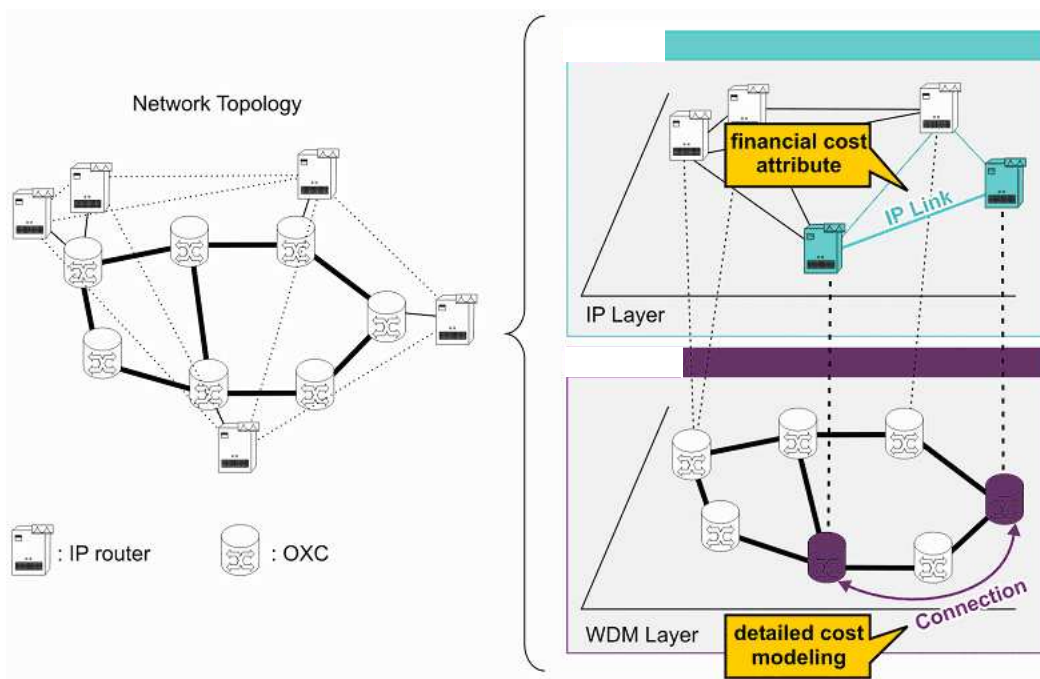 Network Topology
: IP router
: OXC
financial cost
attribute
IP Link
IP Layer
Connection
WDM Layer
detailed cost
modeling